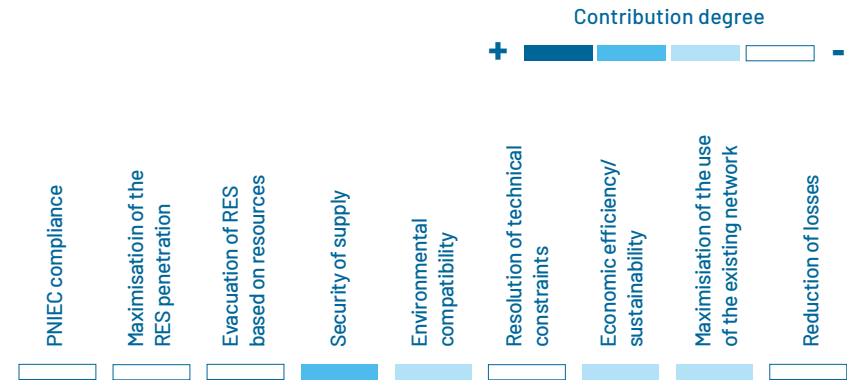 Contribution degree
+ -
PNIEC compliance
Maximisatioin of the
RES penetration
Evacuation of RES
based on resources
Security of supply
Environmental
compatibility
Resolution of technical
constraints
Economic efficiency/
sustainability
Maximisiation of the use
of the existing network
Reduction of losses